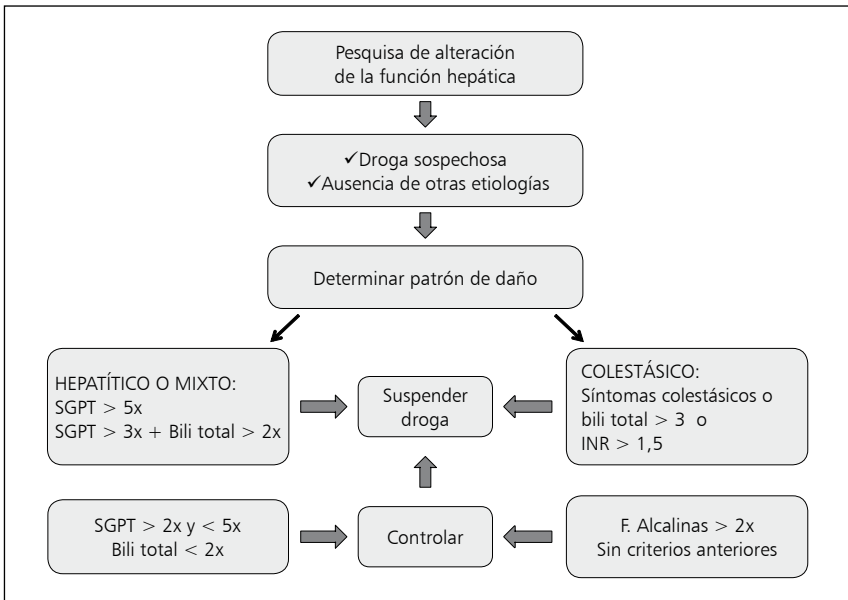 Pesquisa de alteración
de la función hepática
✓Droga sospechosa
✓Ausencia de otras etiologías
Determinar patrón de daño
HEPATÍTICO O MIXTO:
SGPT > 5x
SGPT > 3x + Bili total > 2x
Suspender
droga
COLESTÁSICO:
Síntomas colestásicos o
bili total > 3 o
INR > 1,5
SGPT > 2x y < 5x
Bili total < 2x
Controlar
F. Alcalinas > 2x
Sin criterios anteriores